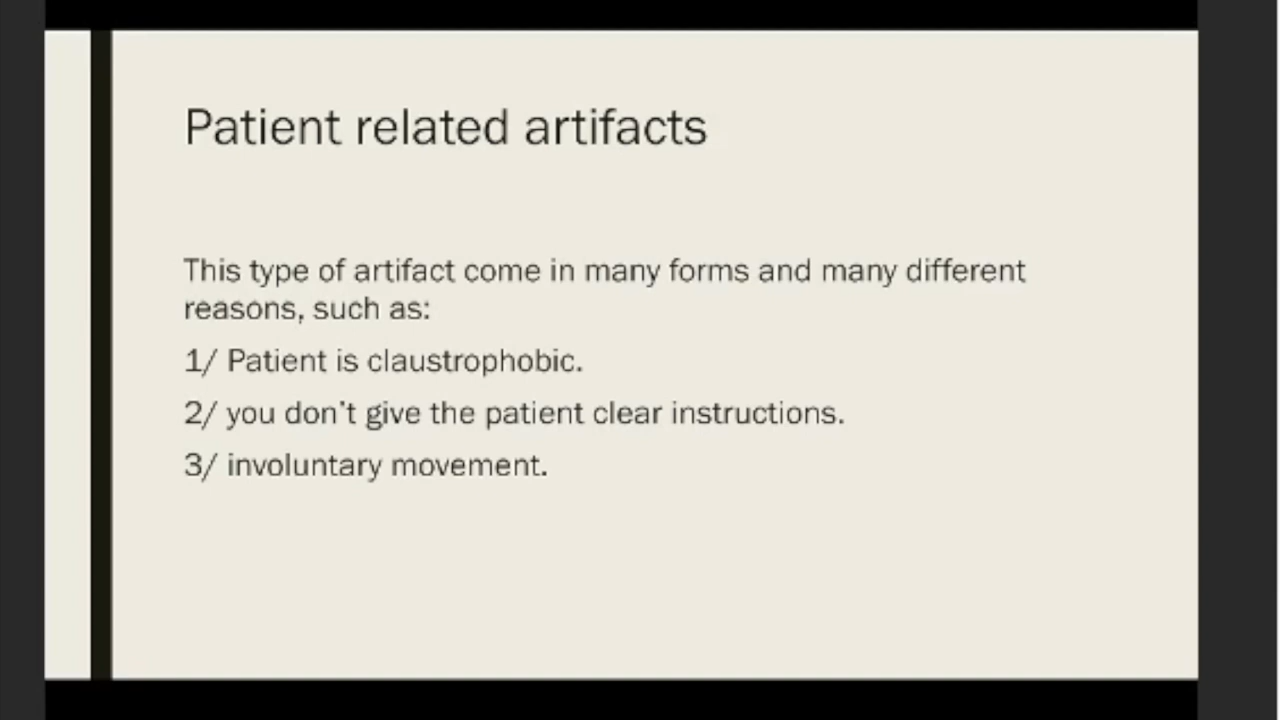 Patient related artifacts
This type of artifact come in many forms and many different
reasons, such as:
1/ Patient is claustrophobic.
2/ you don't give the patient clear instructions.
3/ involuntary movement.